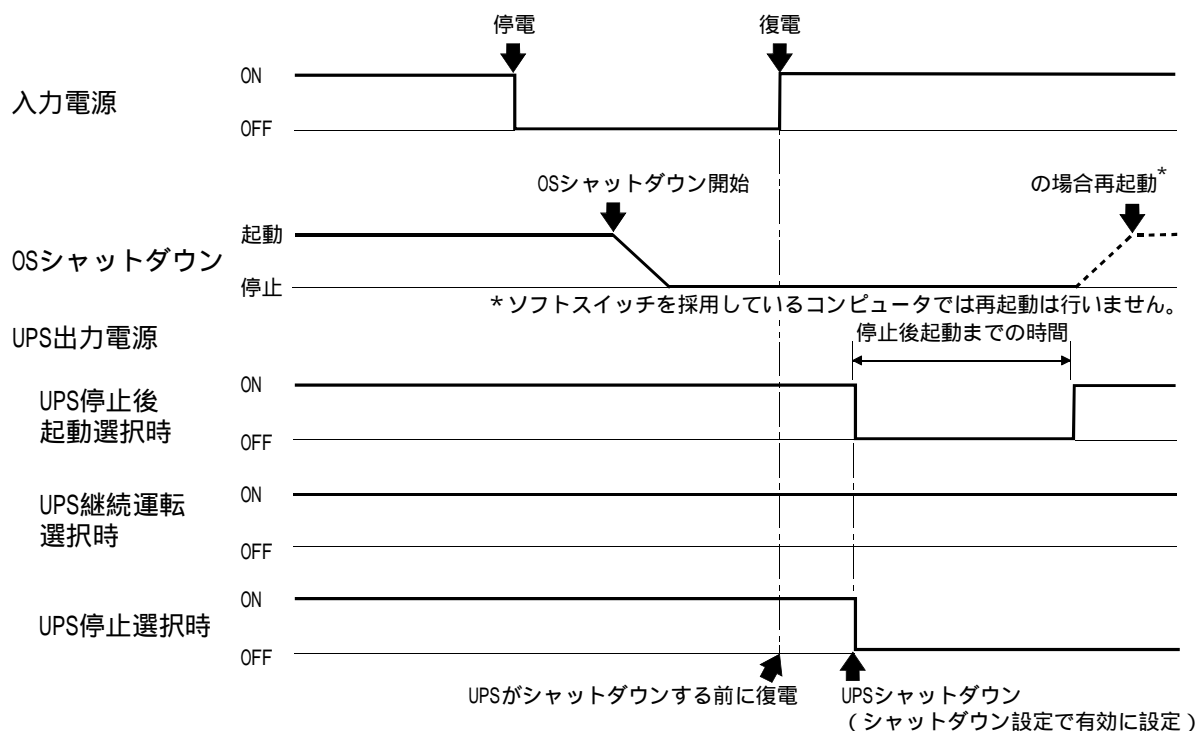 停電
復電
入力電源
ON
OFF
OSシャットダウン開始
の場合再起動*
OSシャットダウン
起動
停止
*ソフトスイッチを採用しているコンピュータでは再起動は行いません。
UPS出力電源
停止後起動までの時間
UPS停止後
起動選択時
ON
OFF
UPS継続運転
選択時
ON
OFF
UPS停止選択時
ON
OFF
UPSがシャットダウンする前に復電
UPSシャットダウン
(シャットダウン設定で有効に設定)